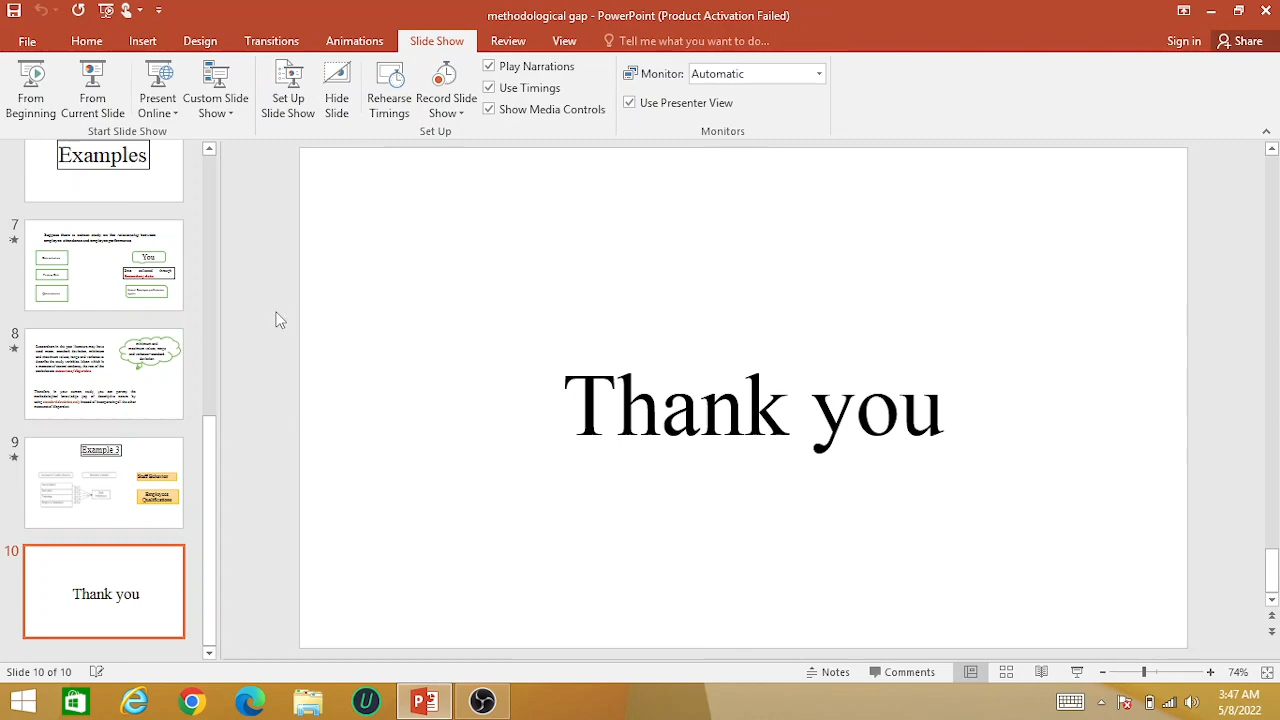 methodological gap - PowerPoint (Product Activation Failed)
File Home Insert Design Transitions Animations Slide Show Review View Tell me what you want to do... Sign in Share
From Beginning
From Current Slide
Present Online
Custom Slide Show
Start Slide Show
Set Up Slide Show
Hide Slide
Rehearse Timings
Record Slide Show
Play Narrations
Use Timings
Show Media Controls
Set Up
Monitor: Automatic
Use Presenter View
Monitors
Examples
7
You
8
9
Example 3
Staff Behavior
Employees
Qualifications
10
Thank you
Thank you
Slide 10 of 10 Notes Comments 74%
3:47 AM
5/8/2022